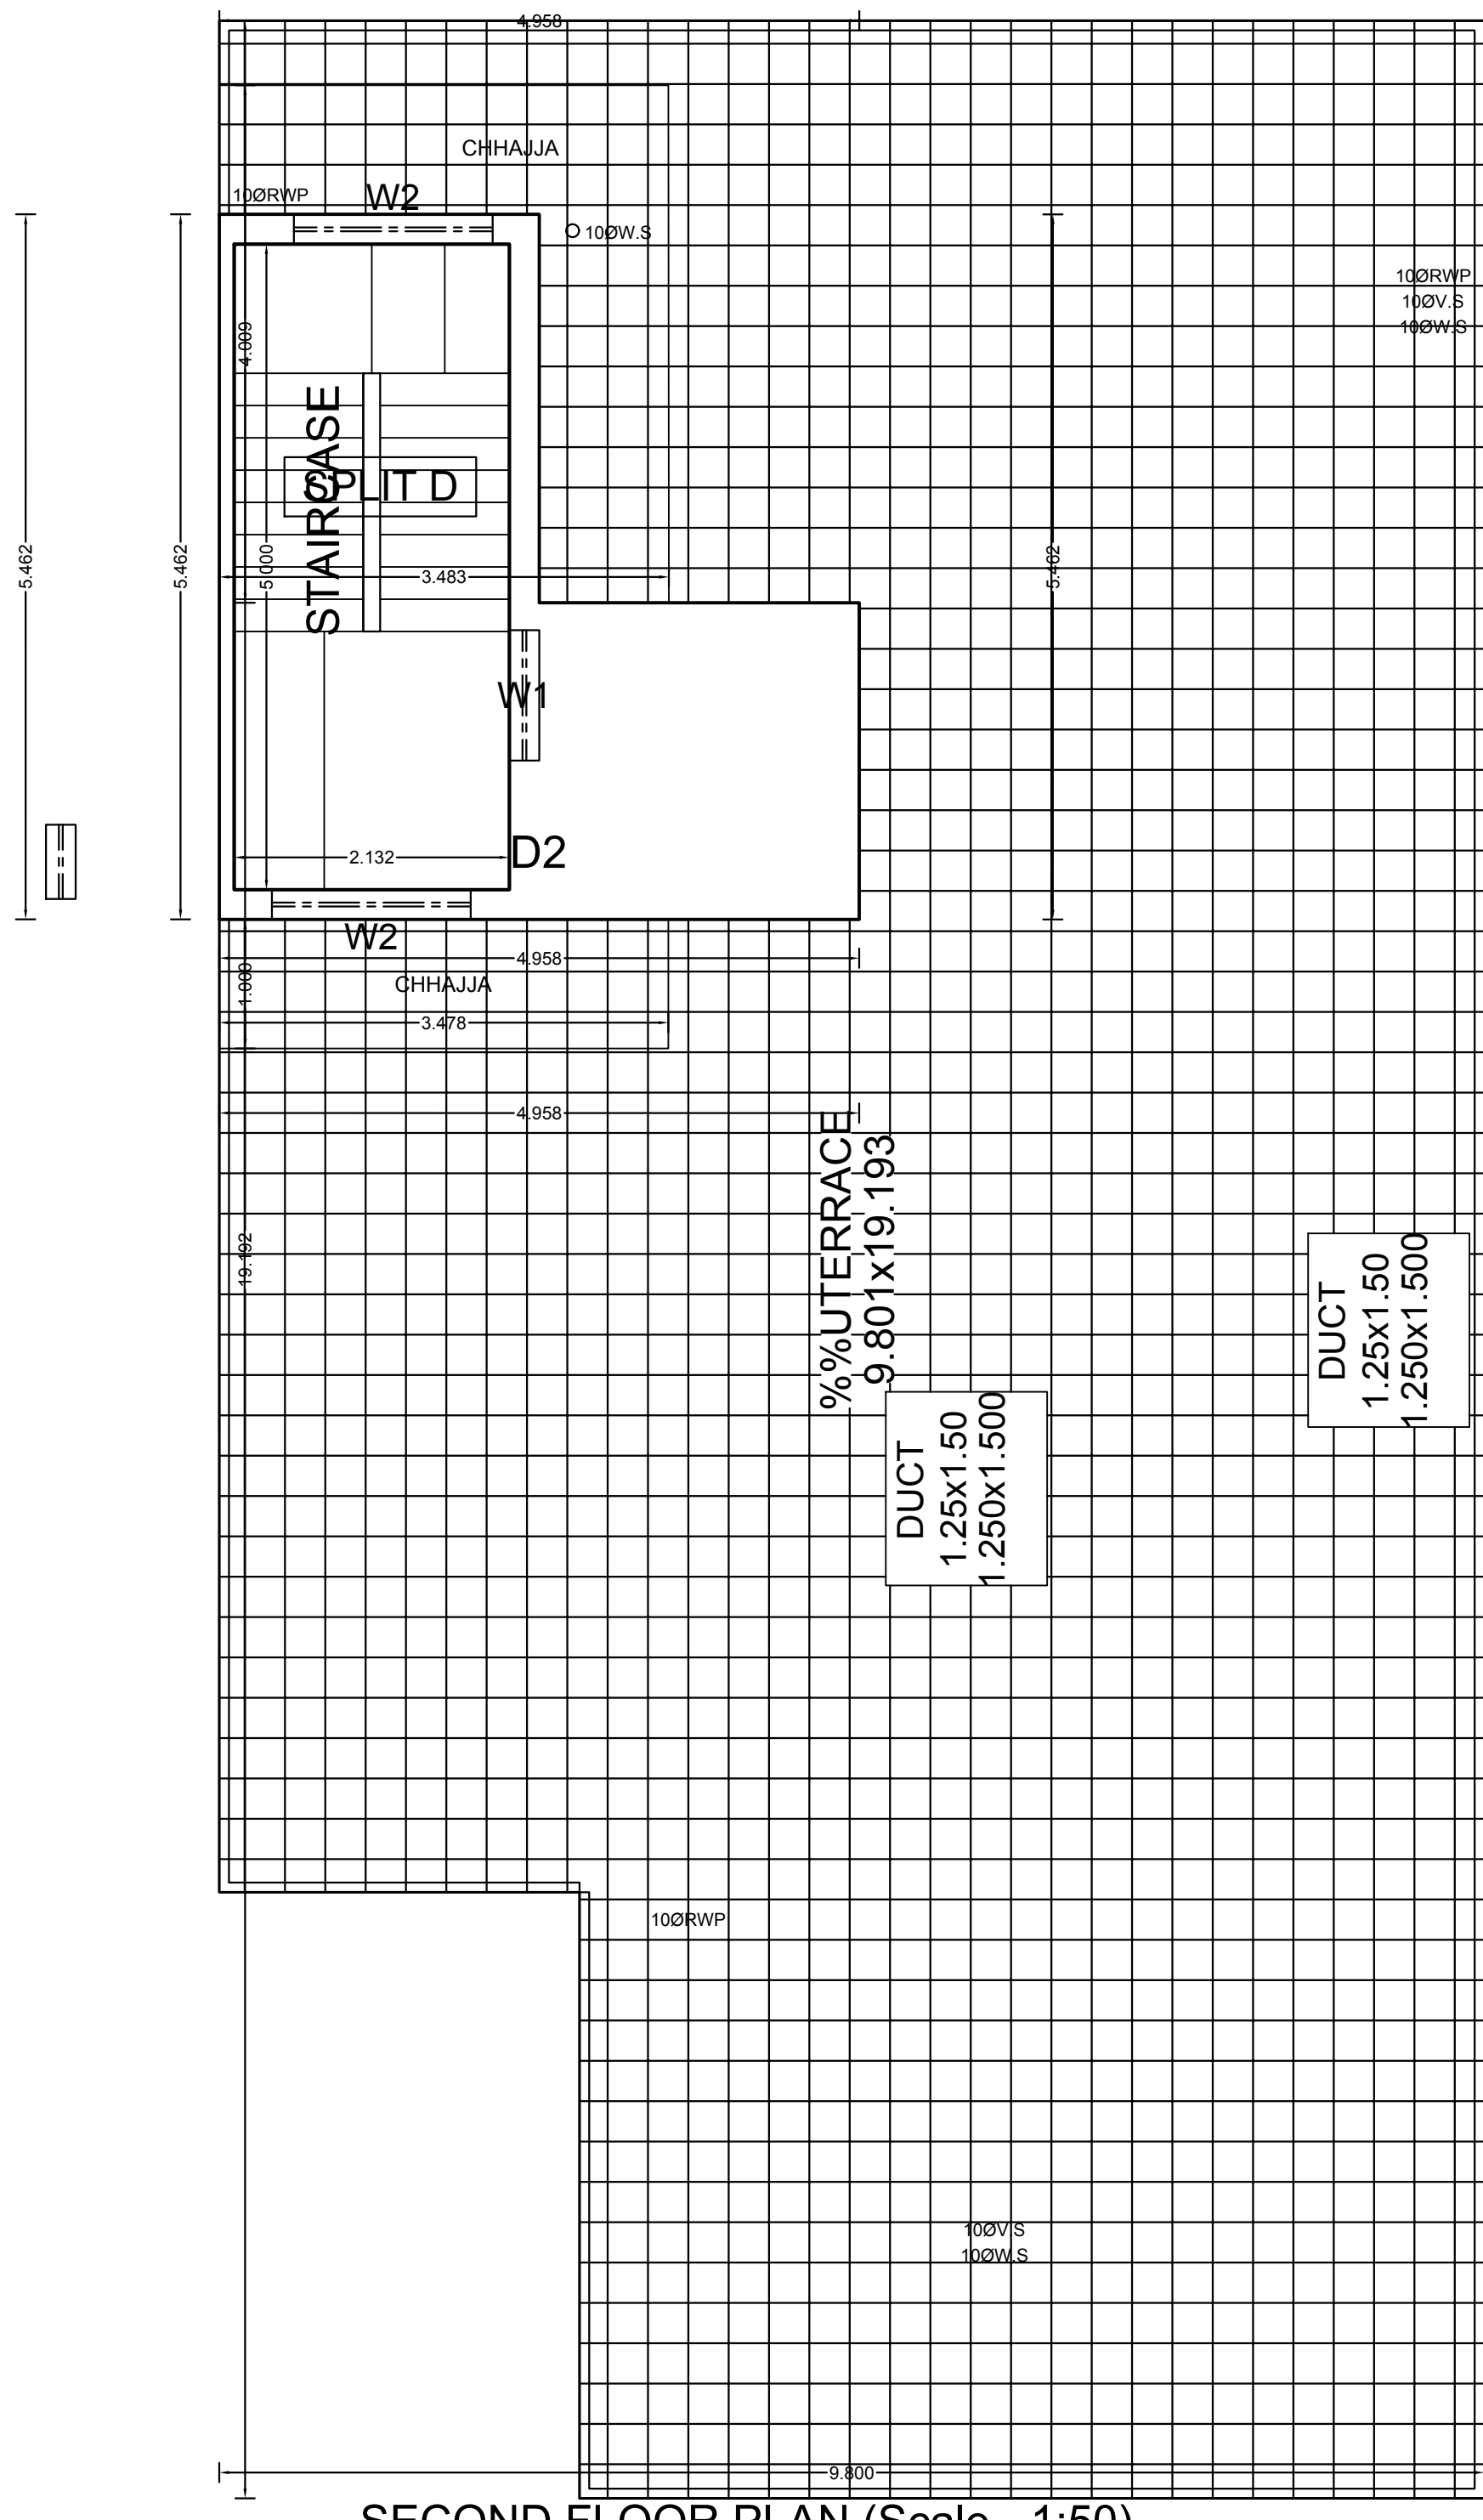 4.958
CHHAJJA
10ØRWP
W2
10ØW.S
10ØRWP
10ØV.S
10ØW.S
4.009
STAIRCASE
SPLIT D
5.462
5.462
5.000
3.483
5.462
W1
2.132
D2
W2
4.958
1.000
CHHAJJA
3.478
4.958
%%UTERRACE
9.801x19.193
19.192
DUCT
1.25x1.50
1.250x1.500
DUCT
1.25x1.50
1.250x1.500
10ØRWP
10ØV.S
10ØW.S
9.800
SECOND FLOOR PLAN (Scale - 1:50)